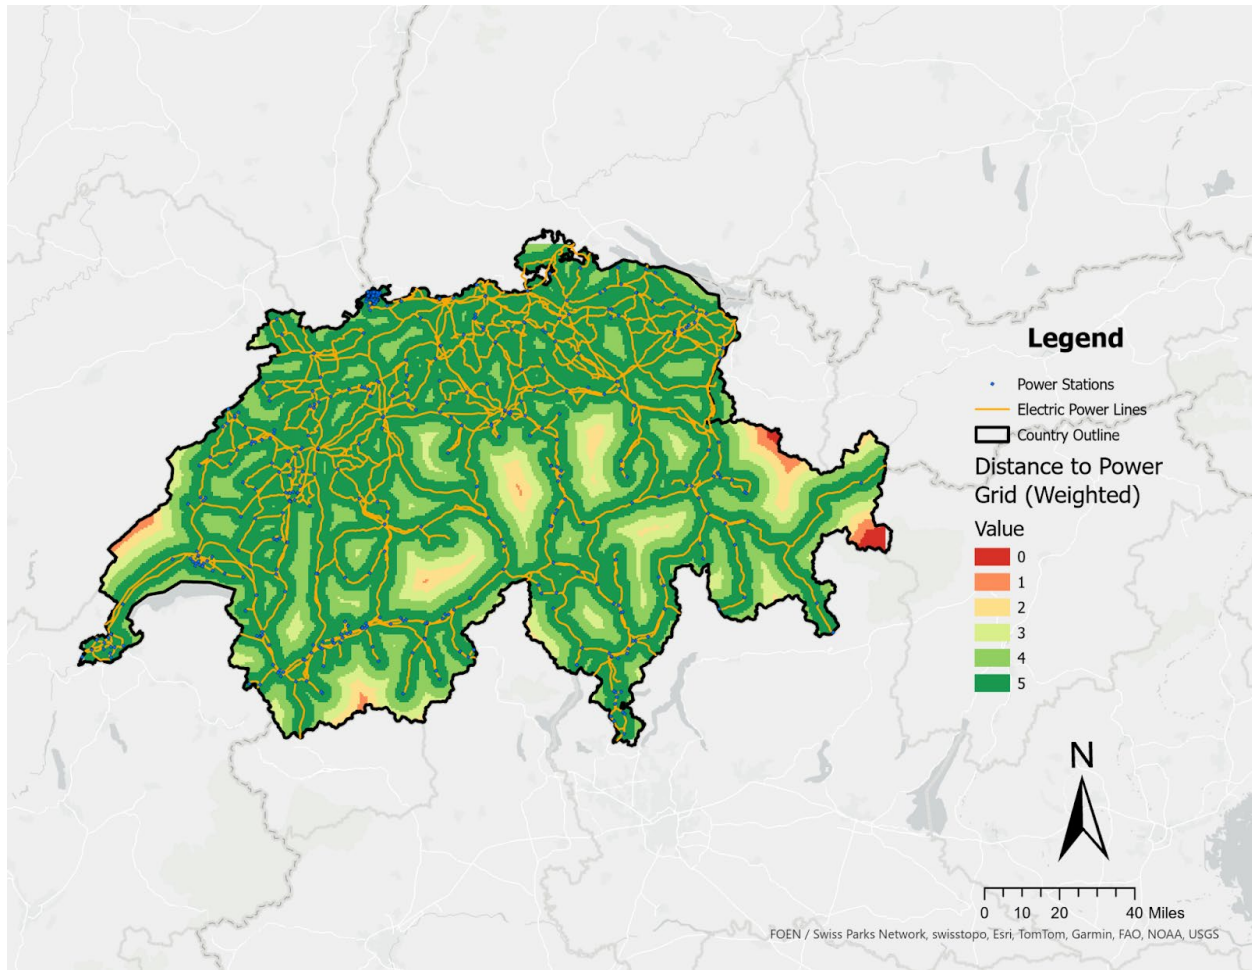 Legend
Power Stations
Electric Power Lines
Country Outline
Distance to Power
Grid (Weighted)
Value
0
1
2
3
4
5
N
0 10 20 40 Miles
FOEN / Swiss Parks Network, swisstopo, Esri, TomTom, Garmin, FAO, NOAA, USGS